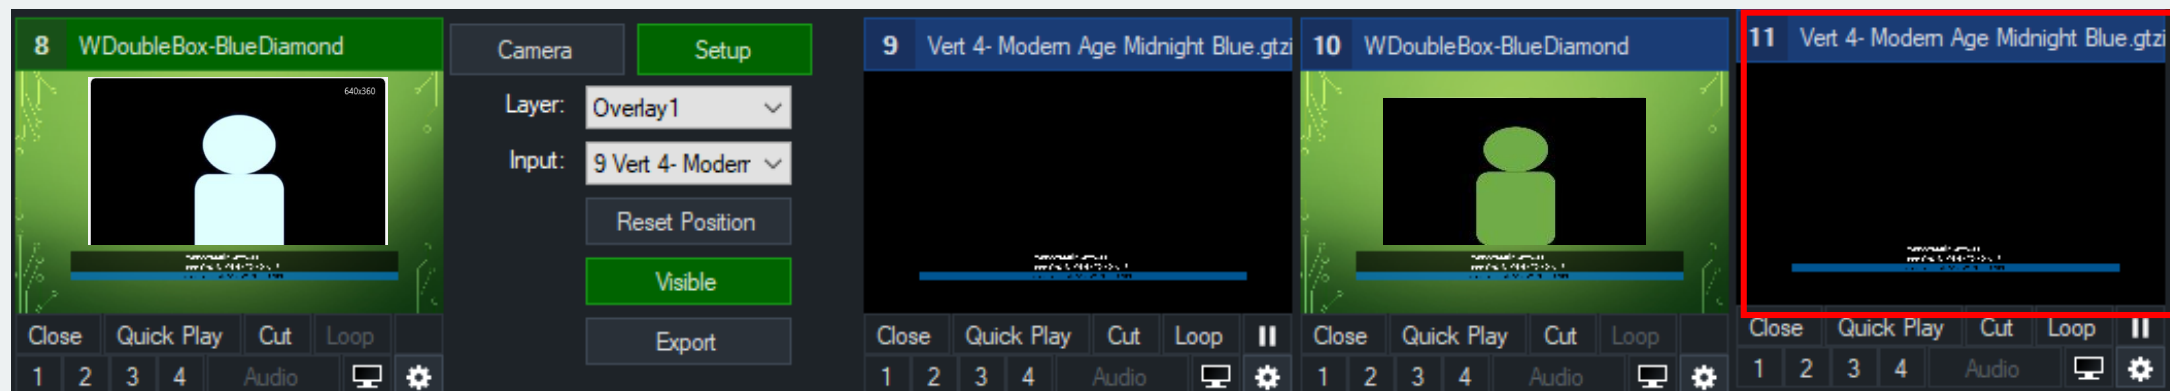 8 WDoubleBox-BlueDiamond
640x360
Close Quick Play Cut Loop
1 2 3 4 Audio
Camera Setup
Layer: Overlay1
Input: 9 Vert 4- Moderr
Reset Position
Visible
Export
9 Vert 4- Modern Age Midnight Blue.gtzi
Close Quick Play Cut Loop
1 2 3 4 Audio
10 WDoubleBox-BlueDiamond
Close Quick Play Cut Loop
1 2 3 4 Audio
11 Vert 4- Modern Age Midnight Blue.gtzi
Close Quick Play Cut Loop
1 2 3 4 Audio